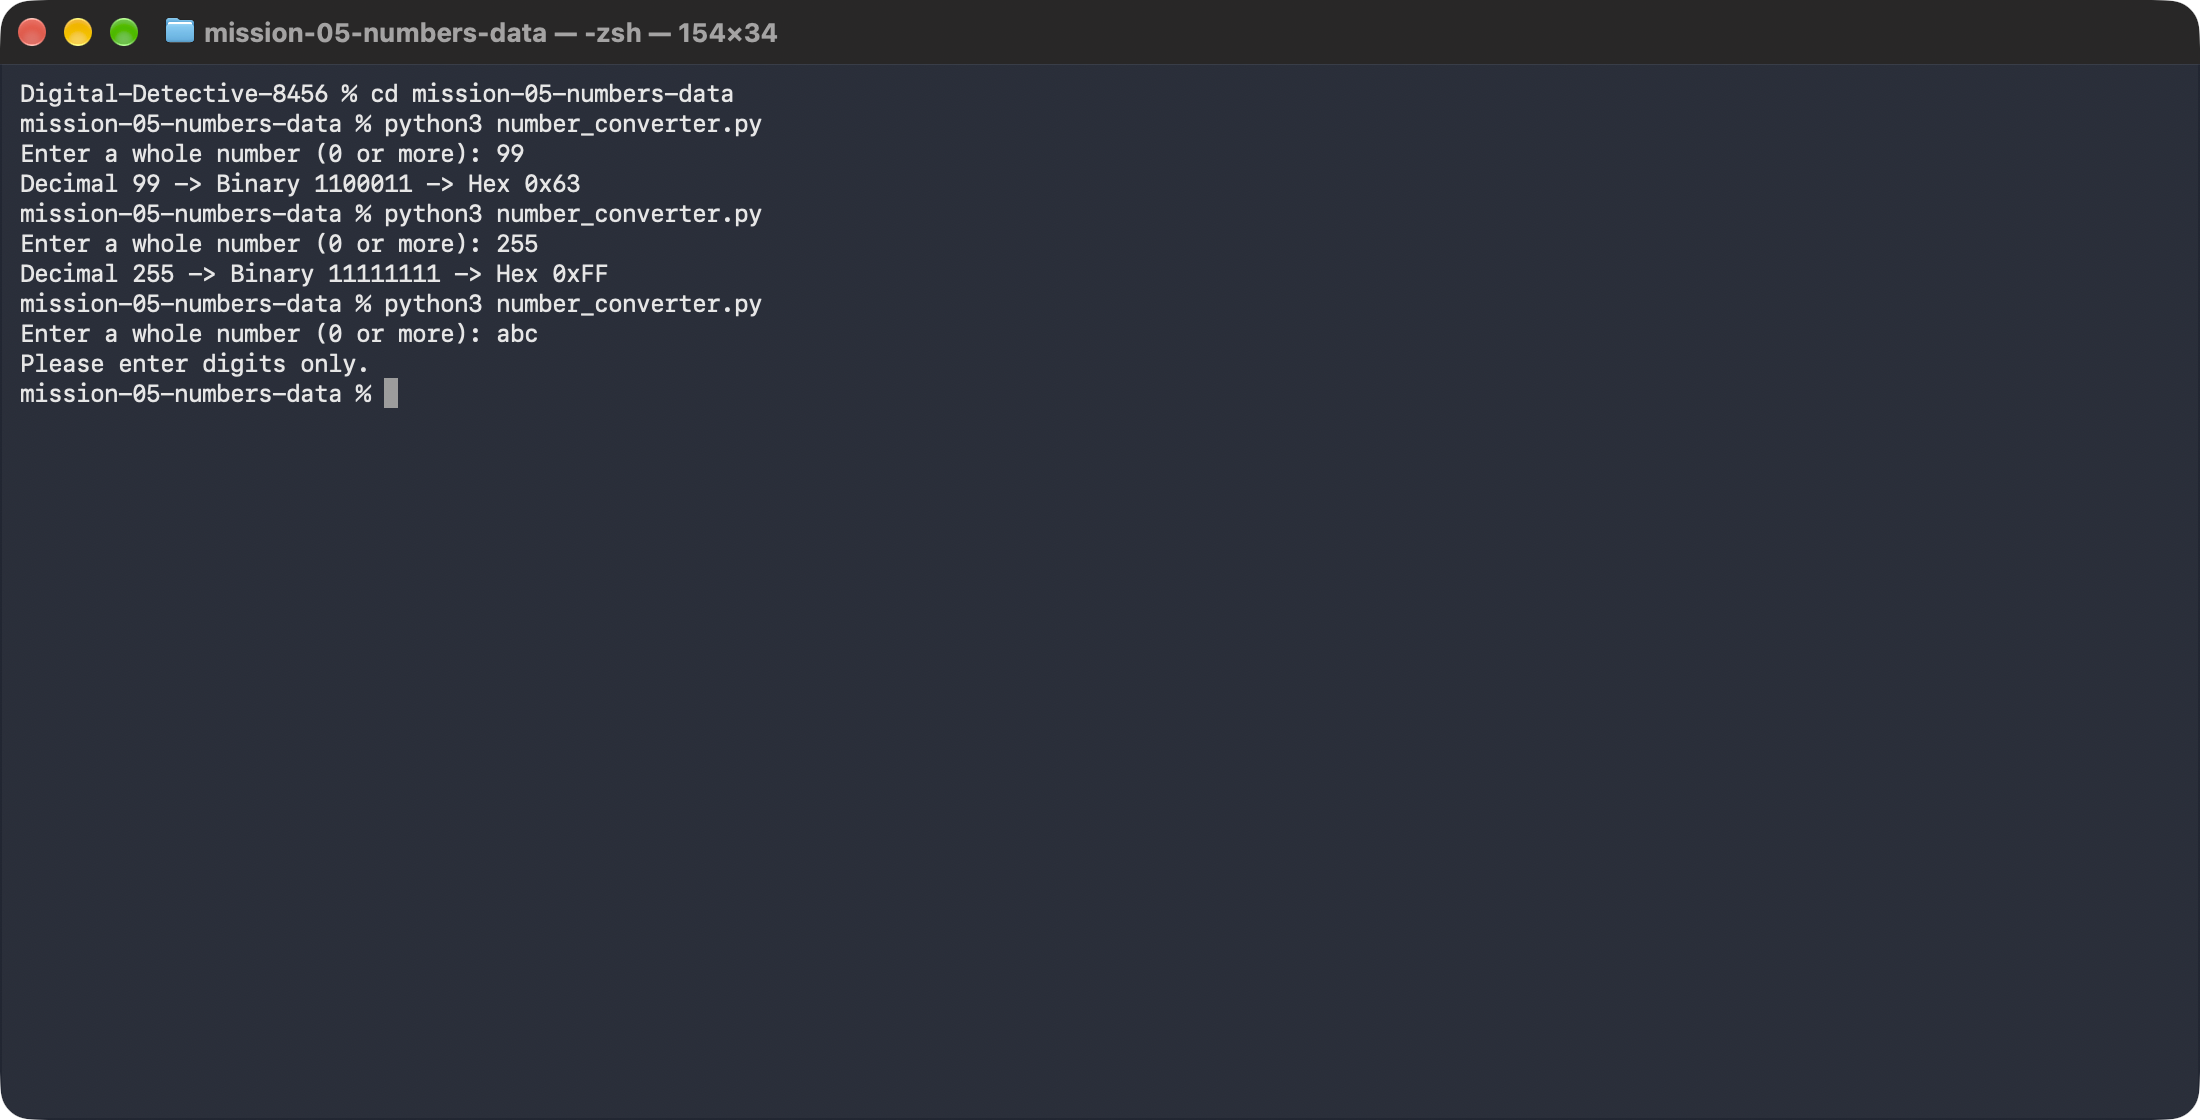 mission-05-numbers-data — -zsh — 154×34
Digital-Detective-8456 % cd mission-05-numbers-data
mission-05-numbers-data % python3 number_converter.py
Enter a whole number (0 or more): 99
Decimal 99 -> Binary 1100011 -> Hex 0x63
mission-05-numbers-data % python3 number_converter.py
Enter a whole number (0 or more): 255
Decimal 255 -> Binary 11111111 -> Hex 0xFF
mission-05-numbers-data % python3 number_converter.py
Enter a whole number (0 or more): abc
Please enter digits only.
mission-05-numbers-data %